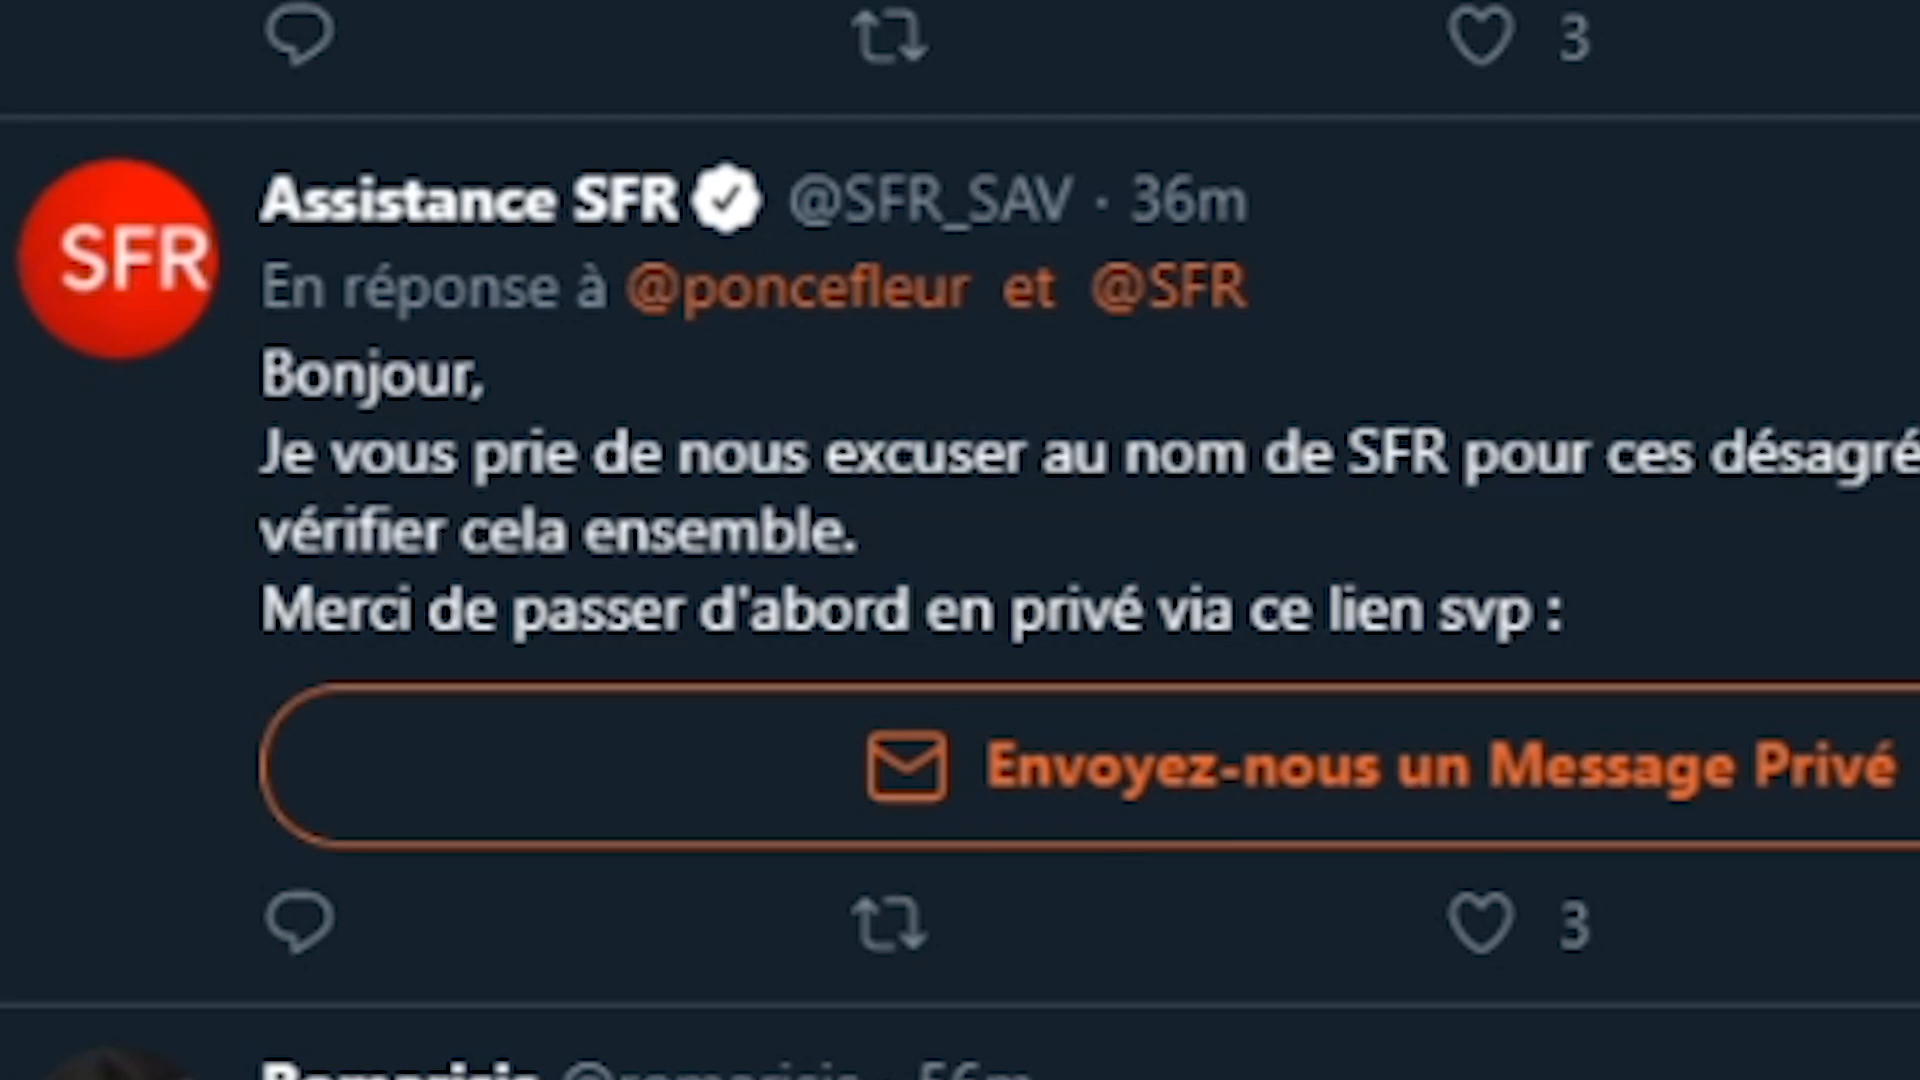 3
SFR
Assistance SFR @SFR_SAV · 36m
En réponse à @poncefleur et @SFR
Bonjour,
Je vous prie de nous excuser au nom de SFR pour ces désagré
vérifier cela ensemble.
Merci de passer d'abord en privé via ce lien svp :
Envoyez-nous un Message Privé
3
56m